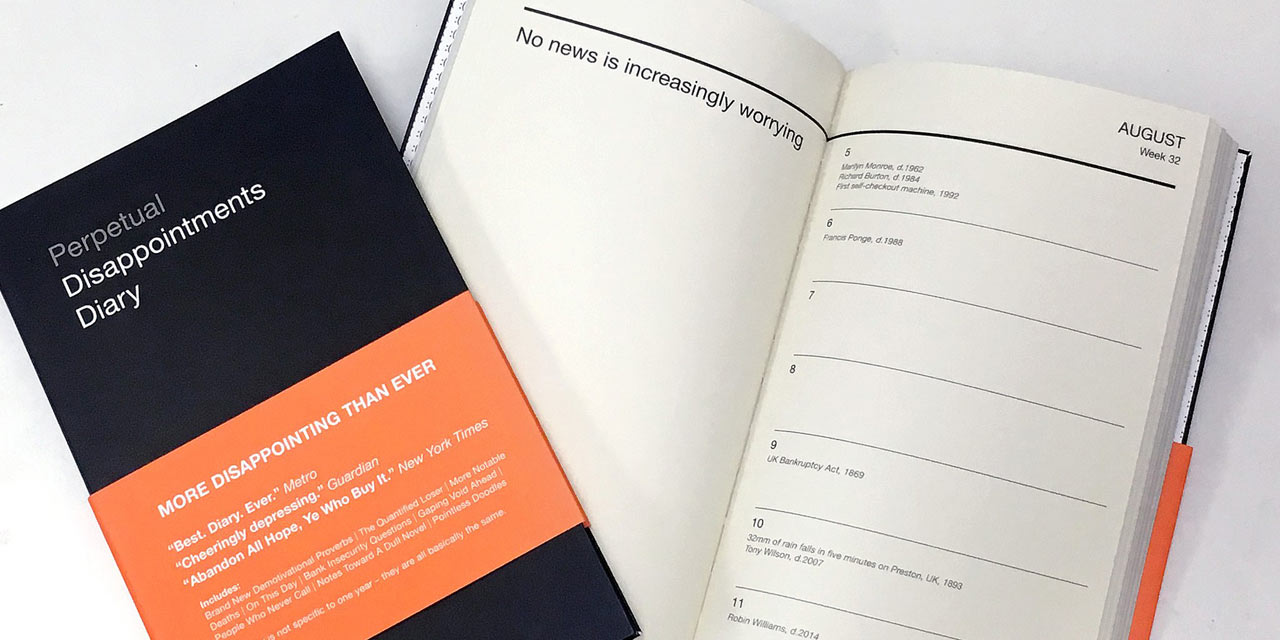 Perpetual
Disappointments
Diary
MORE DISAPPOINTING THAN EVER
“Best. Diary. Ever.” Metro
“Cheeringly depressing.” Guardian
“Abandon All Hope, Ye Who Buy It.” New York Times
Includes:
Brand New Demotivational Proverbs | The Quantified Loser | More Notable
Deaths | On This Day | Bank Insecurity Questions | Gaping Void Ahead |
People Who Never Call | Notes Toward A Dull Novel | Pointless Doodles
is not specific to one year – they are all basically the same.
No news is increasingly worrying
AUGUST
Week 32
5
Marilyn Monroe, d.1962
Richard Burton, d.1984
First self-checkout machine, 1992
6
Francis Ponge, d.1988
7
8
9
UK Bankruptcy Act, 1869
10
32mm of rain falls in five minutes on Preston, UK, 1893
Tony Wilson, d.2007
11
Robin Williams, d.2014